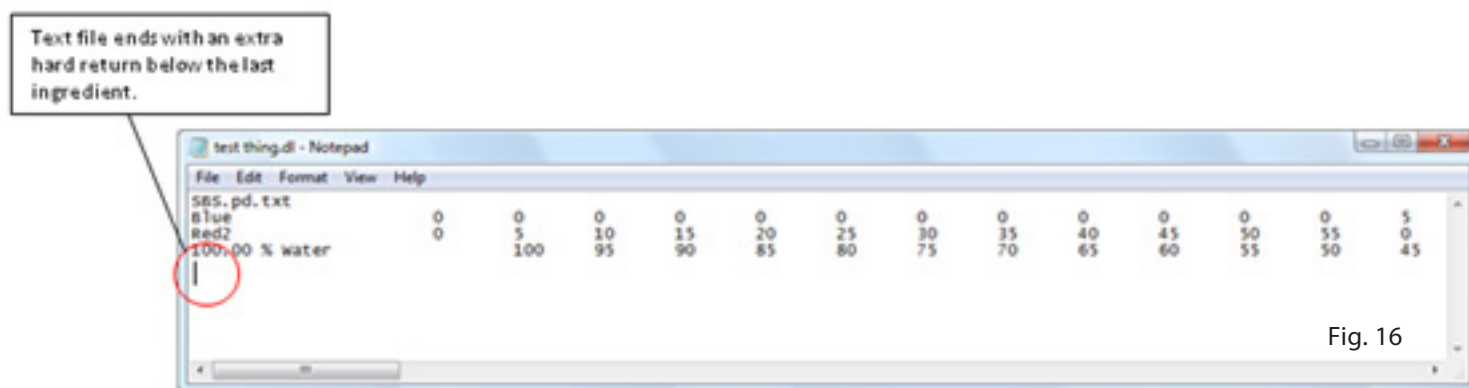 Text file ends with an extra
hard return below the last
ingredient.
test thing.dl - Notepad
File Edit Format View Help
SBS.pd.txt
Blue 0 0 0 0 0 0 0 0 0 0 0 0 5
Red2 0 5 10 15 20 25 30 35 40 45 50 55 0
100.00 % water 100 95 90 85 80 75 70 65 60 55 50 45
Fig. 16